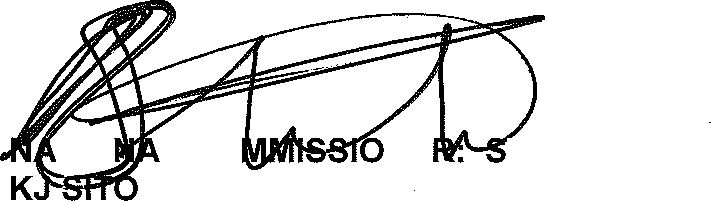 NA NA MMISSIO R: S
KJ SITO